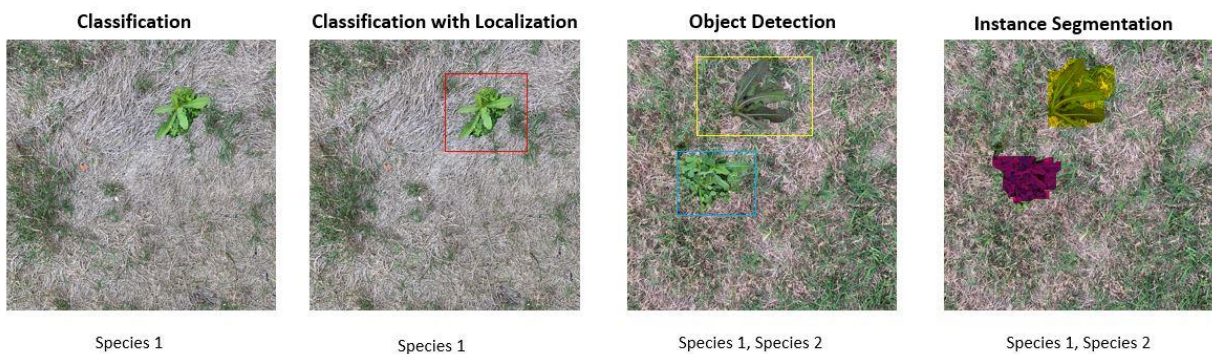 Classification
Classification with Localization
Object Detection
Instance Segmentation
Species 1
Species 1
Species 1, Species 2
Species 1, Species 2